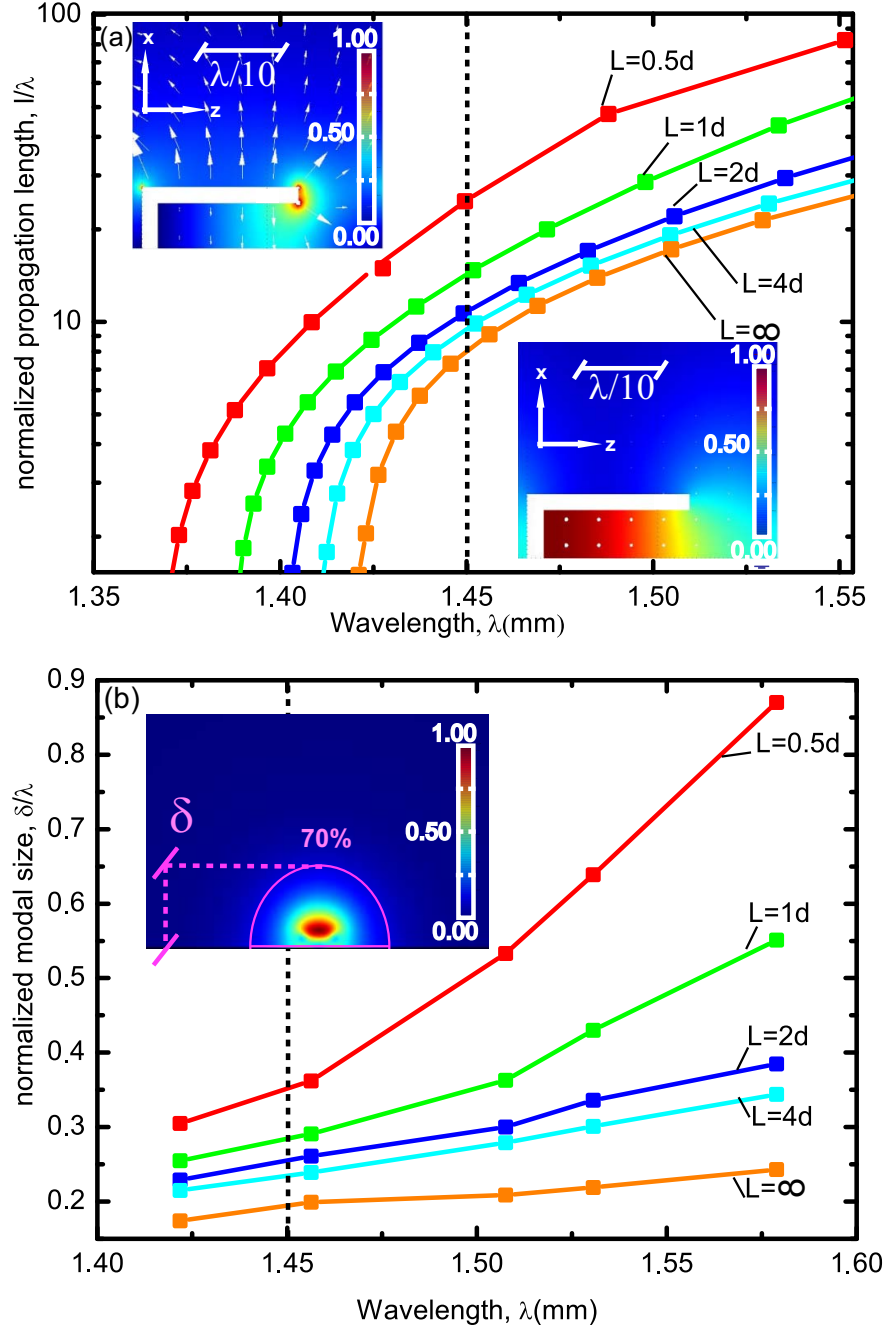 100
(a)
x
λ/10
z
1.00
0.50
0.00
L=0.5d
L=1d
L=2d
L=4d
L=∞
10
normalized propagation length, l/λ
x
λ/10
z
1.00
0.50
0.00
1.35 1.40 1.45 1.50 1.55
Wavelength, λ(mm)
0.9
(b)
1.00
0.50
0.00
δ
70%
L=0.5d
L=1d
L=2d
L=4d
L=∞
0.8
0.7
0.6
0.5
0.4
0.3
0.2
normalized modal size, δ/λ
1.40 1.45 1.50 1.55 1.60
Wavelength, λ(mm)